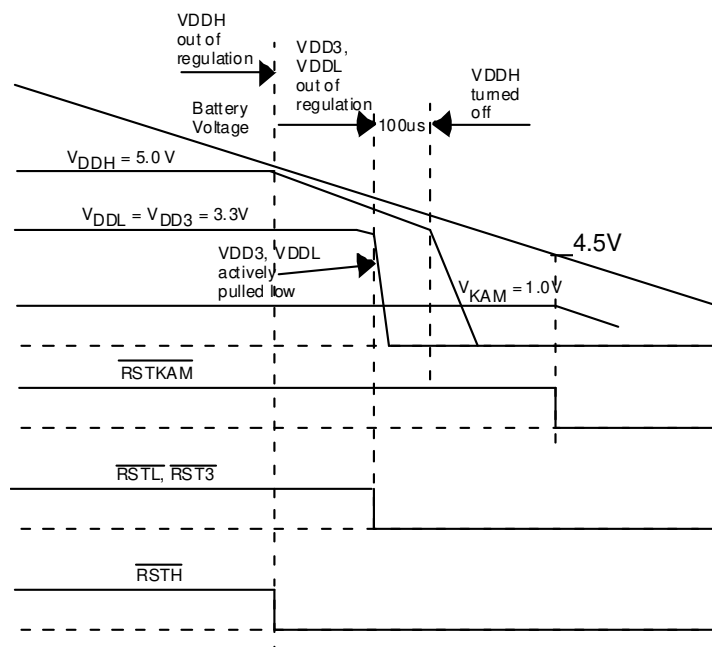 VDDH
out of
regulation
VDD3,
VDDL
out of
regulation
VDDH
turned
off
Battery
Voltage
100us
VDDH = 5.0 V
VDDL = VDD3 = 3.3V
4.5V
VDD3, VDDL
actively
pulled low
VKAM = 1.0V
RSTKAM
RSTL, RST3
RSTH